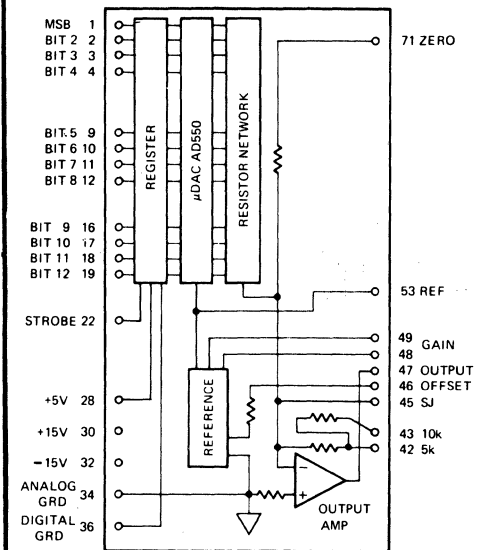 MSB 1
BIT 2 2
BIT 3 3
BIT 4 4
BIT 5 9
BIT 6 10
BIT 7 11
BIT 8 12
BIT 9 16
BIT 10 17
BIT 11 18
BIT 12 19
STROBE 22
+5V 28
+15V 30
−15V 32
ANALOG
GRD 34
DIGITAL
GRD 36
REGISTER
μDAC AD550
RESISTOR NETWORK
REFERENCE
71 ZERO
53 REF
49
GAIN
48
47 OUTPUT
46 OFFSET
45 SJ
43 10k
42 5k
−
+
OUTPUT
AMP